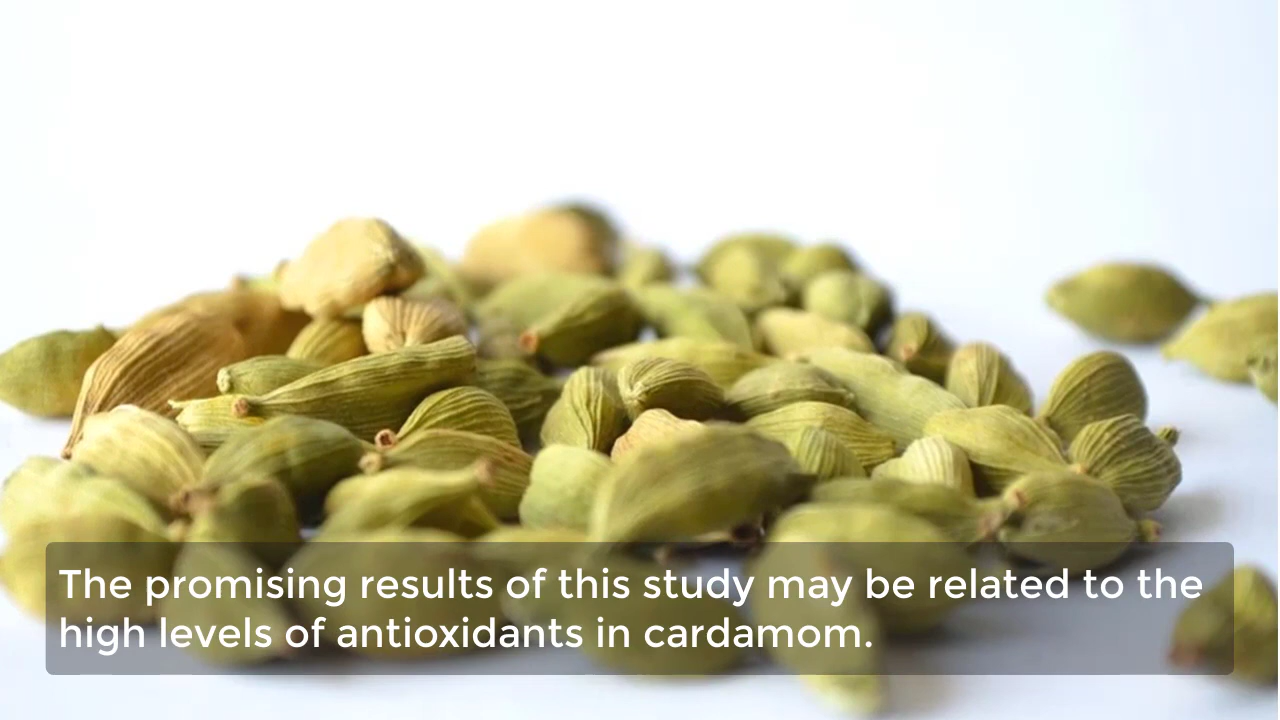 The promising results of this study may be related to the
high levels of antioxidants in cardamom.